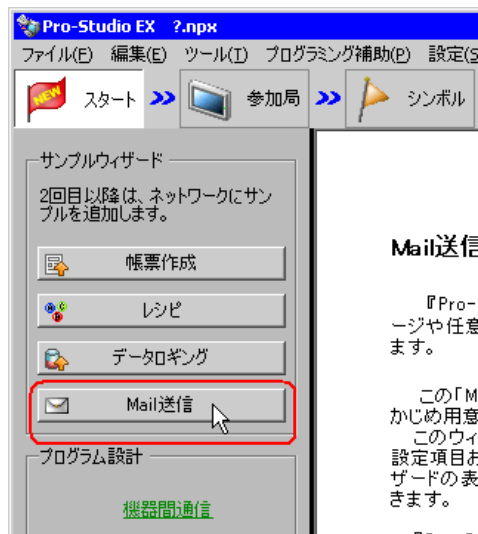 Pro-Studio EX ?.npx
ファイル(F) 編集(E) ツール(T) プログラミング補助(P) 設定(S
NEW スタート 参加局 シンボル
サンプルウィザード
2回目以降は、ネットワークにサン
プルを追加します。
帳票作成
レシピ
データロギング
Mail送信
プログラム設計
機器間通信
Mail送信
『Pro-
ージや任意
ます。
この「M
かじめ用意
このウィ
設定項目お
ザードの表
きます。